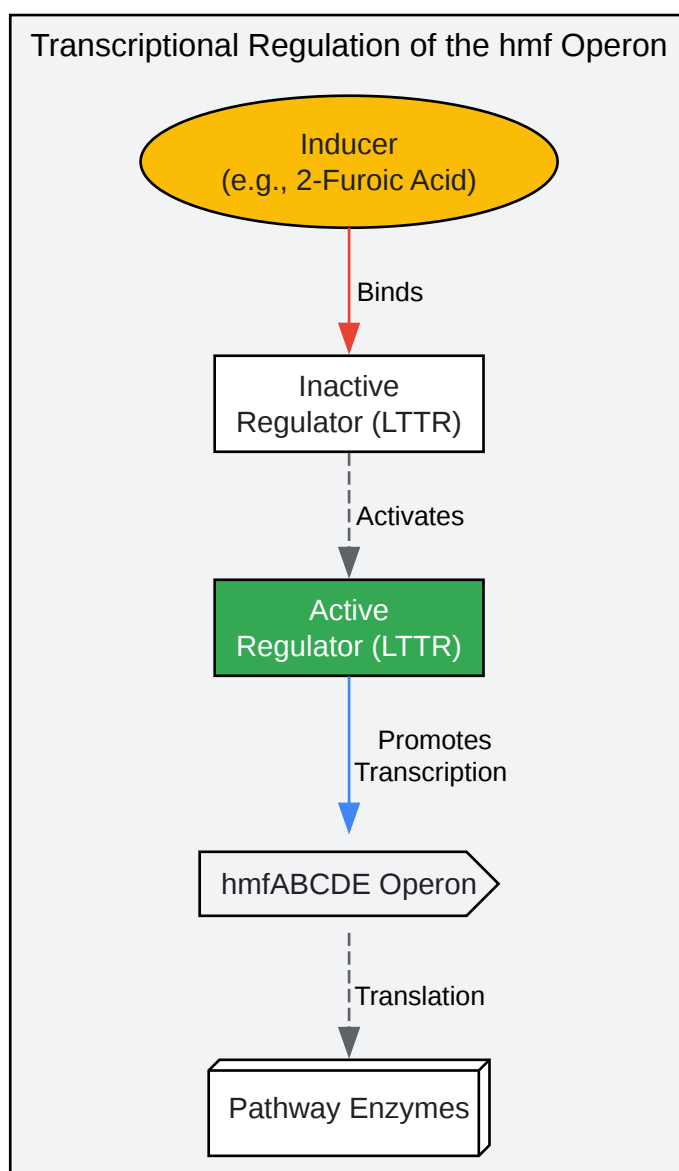 Transcriptional Regulation of the hmf Operon
Inducer
(e.g., 2-Furoic Acid)
Binds
Inactive
Regulator (LTTR)
Activates
Active
Regulator (LTTR)
Promotes
Transcription
hmfABCDE Operon
Translation
Pathway Enzymes